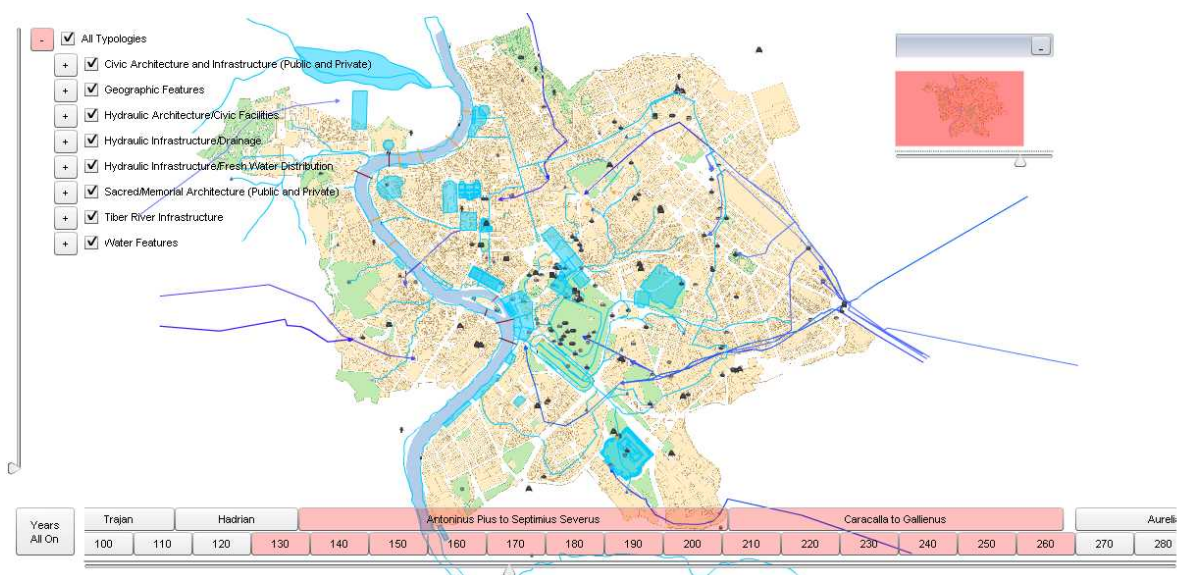 - All Typologies
+ Civic Architecture and Infrastructure (Public and Private)
+ Geographic Features
+ Hydraulic Architecture/Civic Facilities
+ Hydraulic Infrastructure/Drainage
+ Hydraulic Infrastructure/Fresh Water Distribution
+ Sacred/Memorial Architecture (Public and Private)
+ Tiber River Infrastructure
+ Water Features
Years All On
Trajan Hadrian Antoninus Pius to Septimius Severus Caracalla to Gallienus Aurelia
100 110 120 130 140 150 160 170 180 190 200 210 220 230 240 250 260 270 280